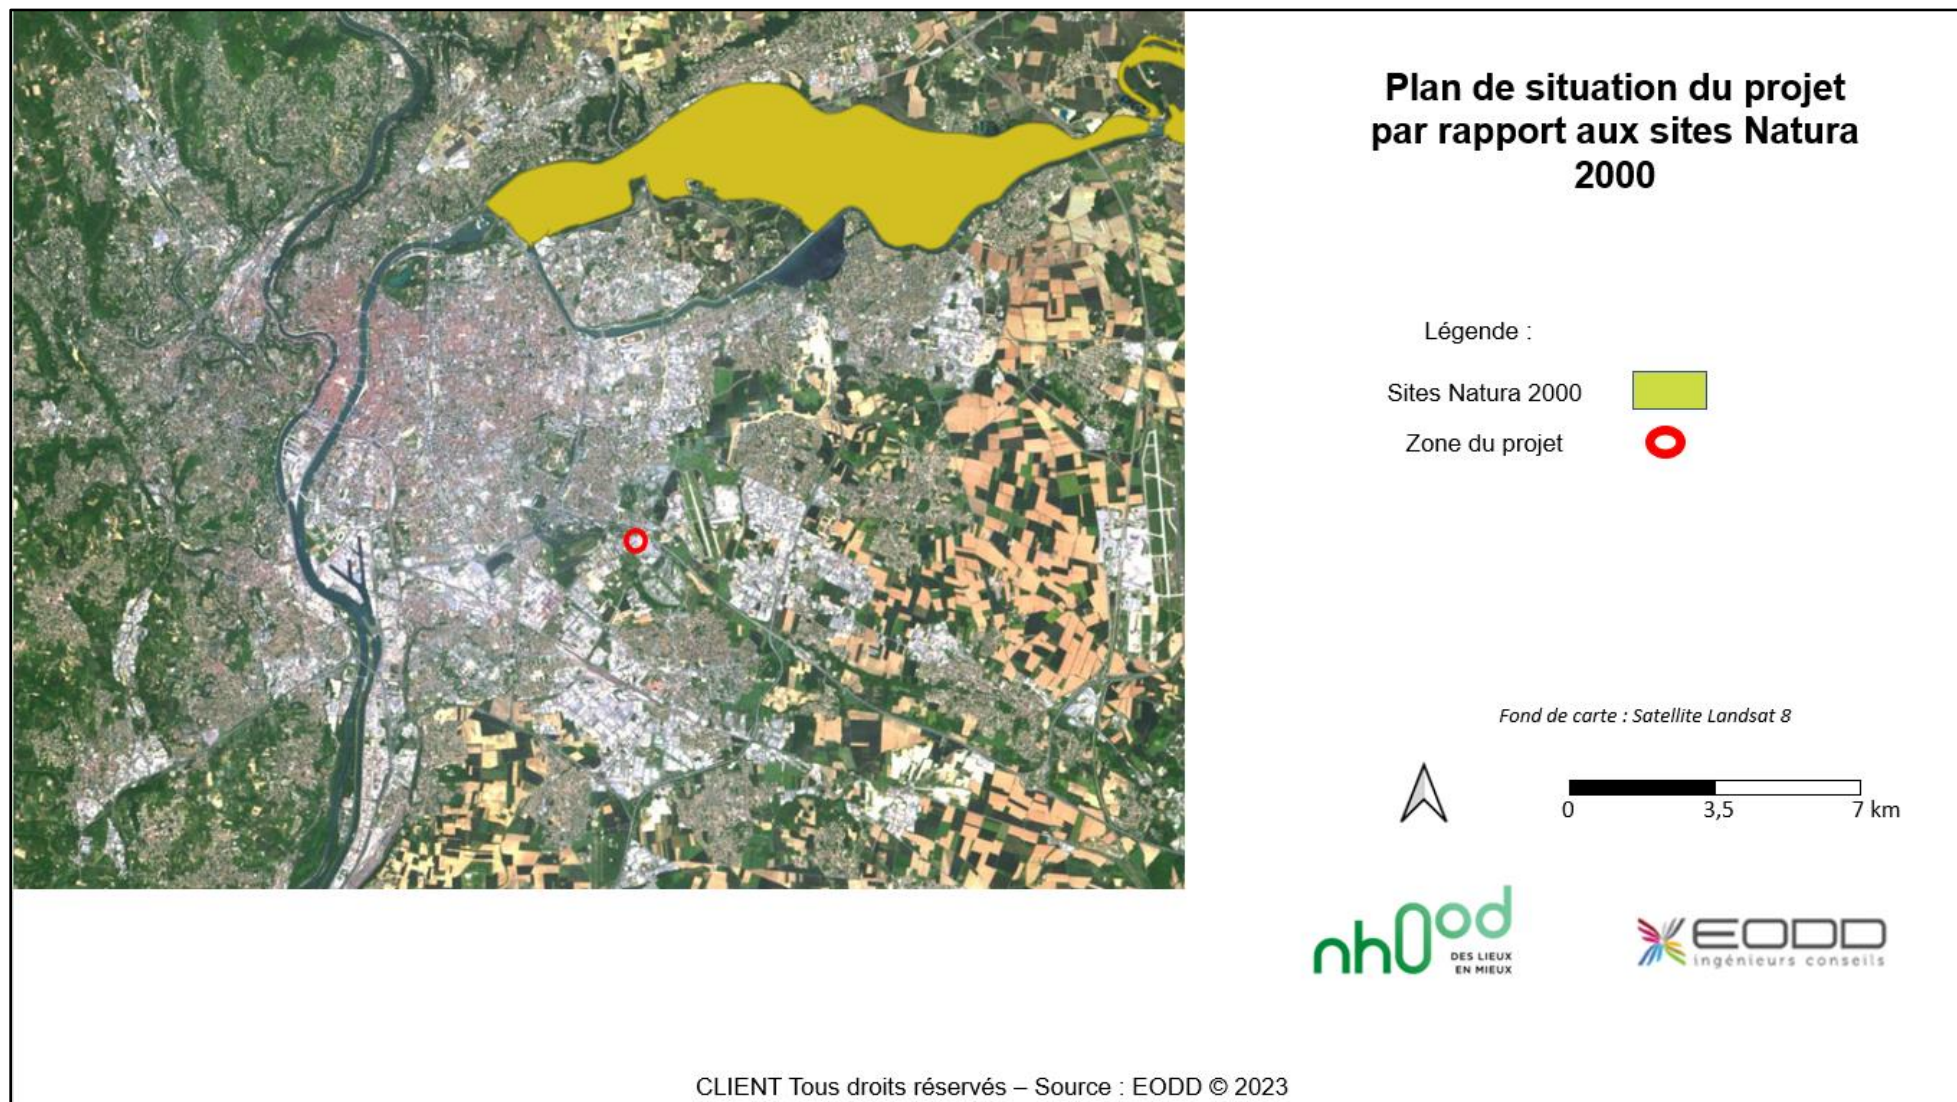 Plan de situation du projet
par rapport aux sites Natura
2000
Légende :
Sites Natura 2000
Zone du projet
Fond de carte : Satellite Landsat 8
0 3,5 7 km
nhood
DES LIEUX
EN MIEUX
EODD
ingénieurs conseils
CLIENT Tous droits réservés – Source : EODD © 2023